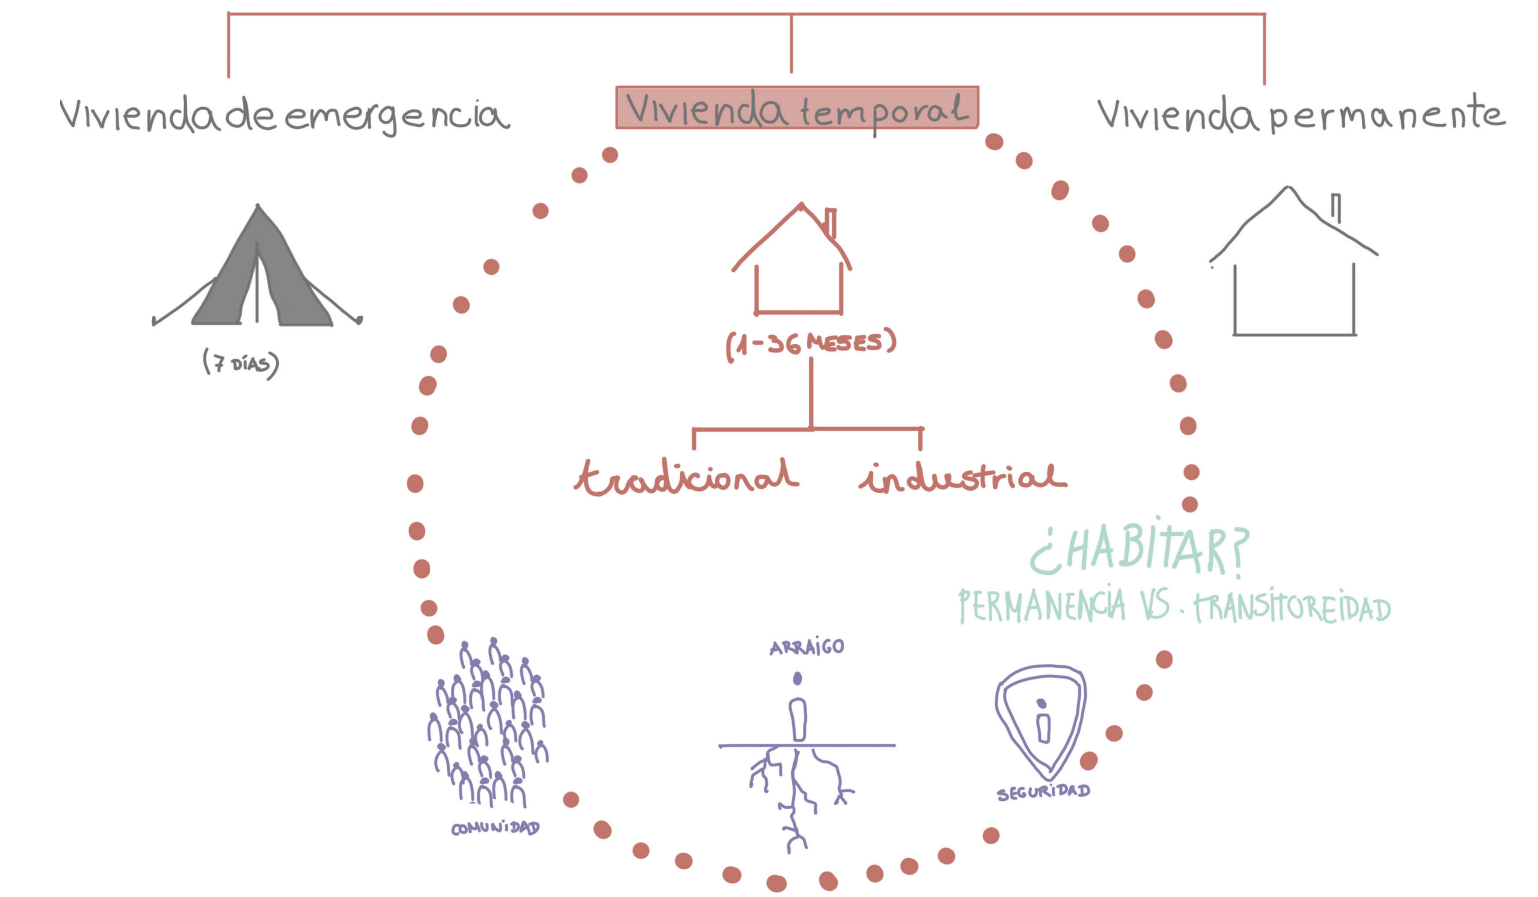 Vivienda de emergencia
Vivienda temporal
Vivienda permanente
(7 DÍAS)
(1-36 MESES)
tradicional
industrial
¿HABITAR?
PERMANENCIA VS. TRANSITOREIDAD
ARRAIGO
SEGURIDAD
COMUNIDAD